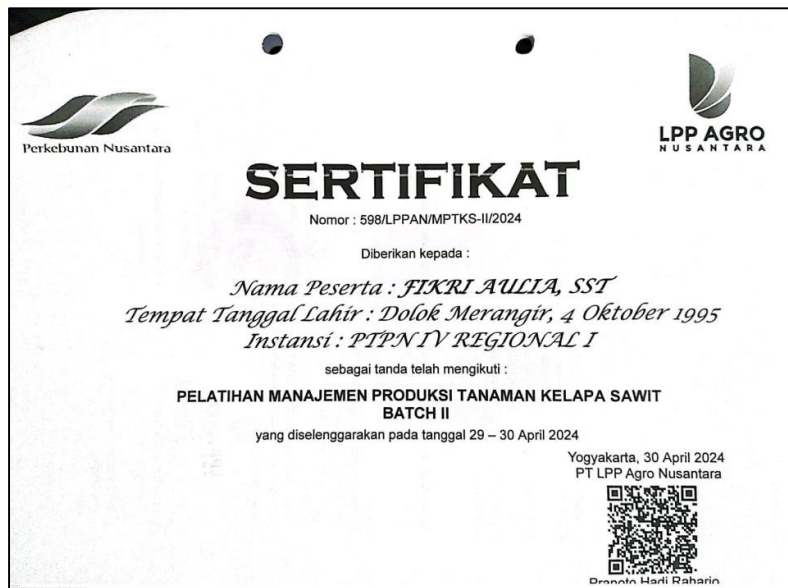 Perkebunan Nusantara
LPP AGRO
NUSANTARA
SERTIFIKAT
Nomor : 598/LPPAN/MPTKS-II/2024
Diberikan kepada :
Nama Peserta : FIKRI AULIA, SST
Tempat Tanggal Lahir : Dolok Merangir, 4 Oktober 1995
Instansi : PTPN IV REGIONAL I
sebagai tanda telah mengikuti :
PELATIHAN MANAJEMEN PRODUKSI TANAMAN KELAPA SAWIT
BATCH II
yang diselenggarakan pada tanggal 29 – 30 April 2024
Yogyakarta, 30 April 2024
PT LPP Agro Nusantara
Pranoto Hadi Raharjo